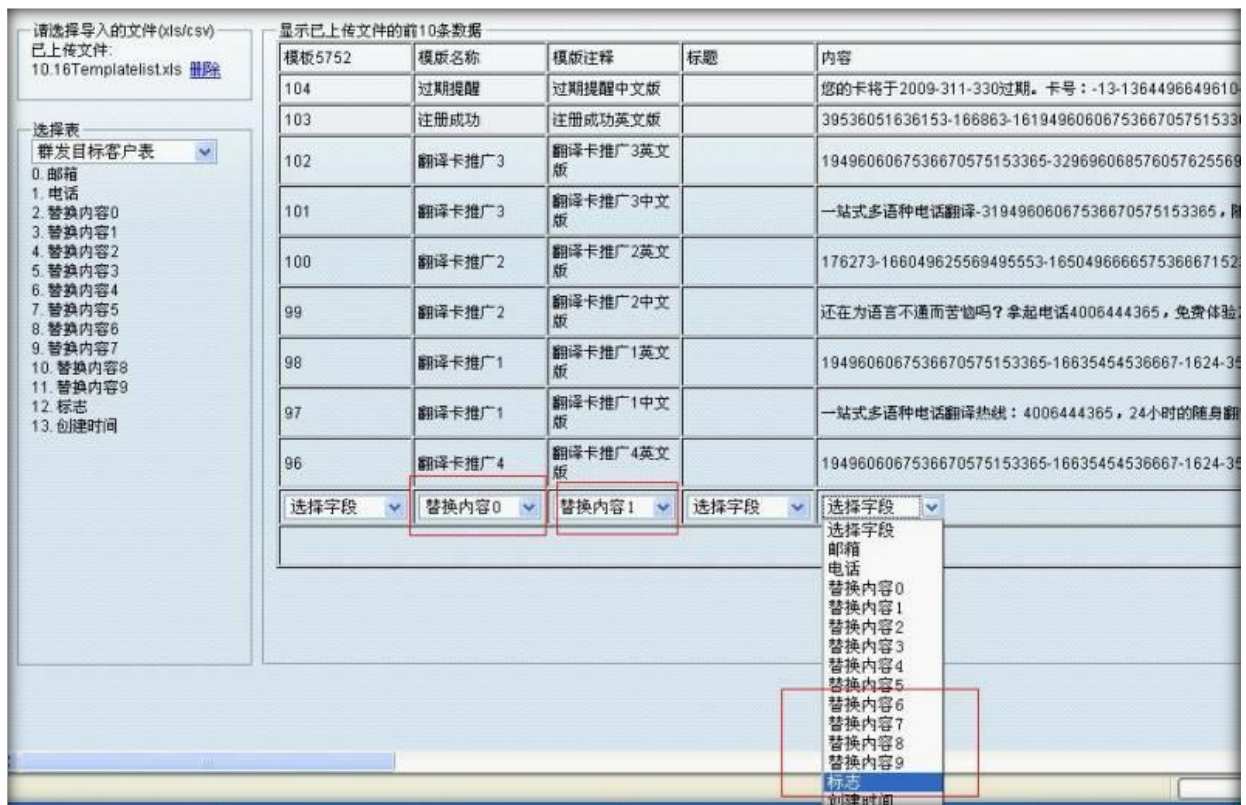 请选择导入的文件(xls/csv)
已上传文件:
10.16Templatelist.xls 删除
选择表
群发目标客户表
0. 邮箱
1. 电话
2. 替换内容0
3. 替换内容1
4. 替换内容2
5. 替换内容3
6. 替换内容4
7. 替换内容5
8. 替换内容6
9. 替换内容7
10. 替换内容8
11. 替换内容9
12. 标志
13. 创建时间
显示已上传文件的前10条数据
模板5752 模版名称 模版注释 标题 内容
104 过期提醒 过期提醒中文版 您的卡将于2009-311-330过期。卡号：-13-1364496649610-
103 注册成功 注册成功英文版 39536051636153-166863-16194960606753667057515330
102 翻译卡推广3 翻译卡推广3英文版 1949606067536670575153365-329696068576057625569
101 翻译卡推广3 翻译卡推广3中文版 一站式多语种电话翻译-31949606067536670575153365，随
100 翻译卡推广2 翻译卡推广2英文版 176273-166049625569495553-165049666657536667152
99 翻译卡推广2 翻译卡推广2中文版 还在为语言不通而苦恼吗？拿起电话4006444365，免费体验
98 翻译卡推广1 翻译卡推广1英文版 1949606067536670575153365-16635454536667-1624-35
97 翻译卡推广1 翻译卡推广1中文版 一站式多语种电话翻译热线：4006444365，24小时的随身翻
96 翻译卡推广4 翻译卡推广4英文版 1949606067536670575153365-16635454536667-1624-35
选择字段 替换内容0 替换内容1 选择字段 选择字段
选择字段
邮箱
电话
替换内容0
替换内容1
替换内容2
替换内容3
替换内容4
替换内容5
替换内容6
替换内容7
替换内容8
替换内容9
标志
创建时间